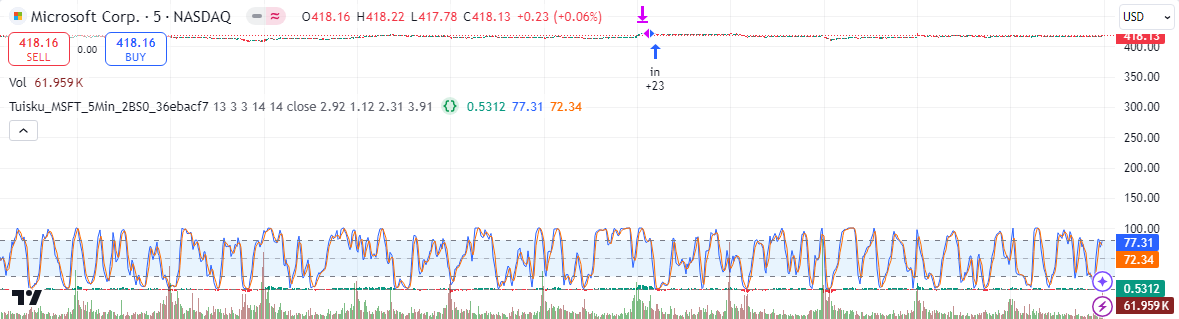 Microsoft Corp. · 5 · NASDAQ O418.16 H418.22 L417.78 C418.13 +0.23 (+0.06%)
USD
418.16 SELL 0.00 418.16 BUY
Vol 61.959K
Tuisku_MSFT_5Min_2BS0_36ebacf7 13 3 3 14 14 close 2.92 1.12 2.31 3.91 {} 0.5312 77.31 72.34
in
+23
418.13
400.00
350.00
300.00
250.00
200.00
150.00
100.00
77.31
72.34
0.5312
61.959K